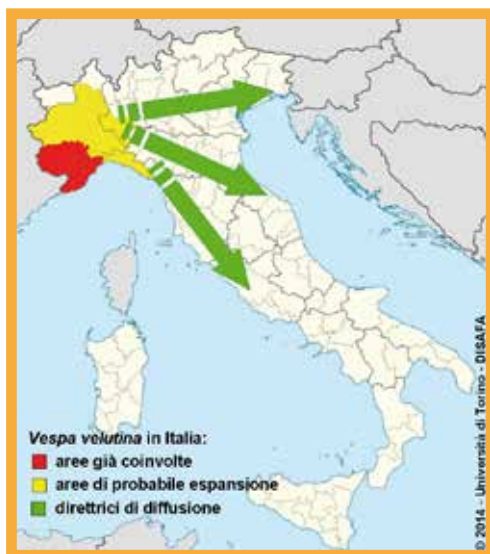 Vespa velutina in Italia:
aree già coinvolte
aree di probabile espansione
direttrici di diffusione
© 2014 - Università di Torino - DISAFA